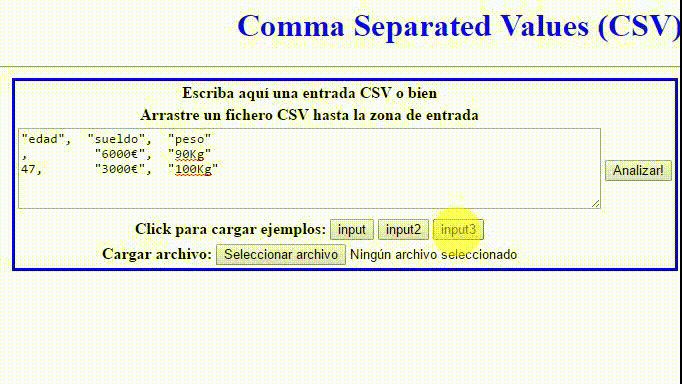 Comma Separated Values (CSV)
Escriba aquí una entrada CSV o bien
Arrastre un fichero CSV hasta la zona de entrada
"edad",  "sueldo",  "peso"
,         "6000€",  "90Kg"
47,       "3000€",  "100Kg"
Analizar!
Click para cargar ejemplos: input input2 input3
Cargar archivo: Seleccionar archivo Ningún archivo seleccionado